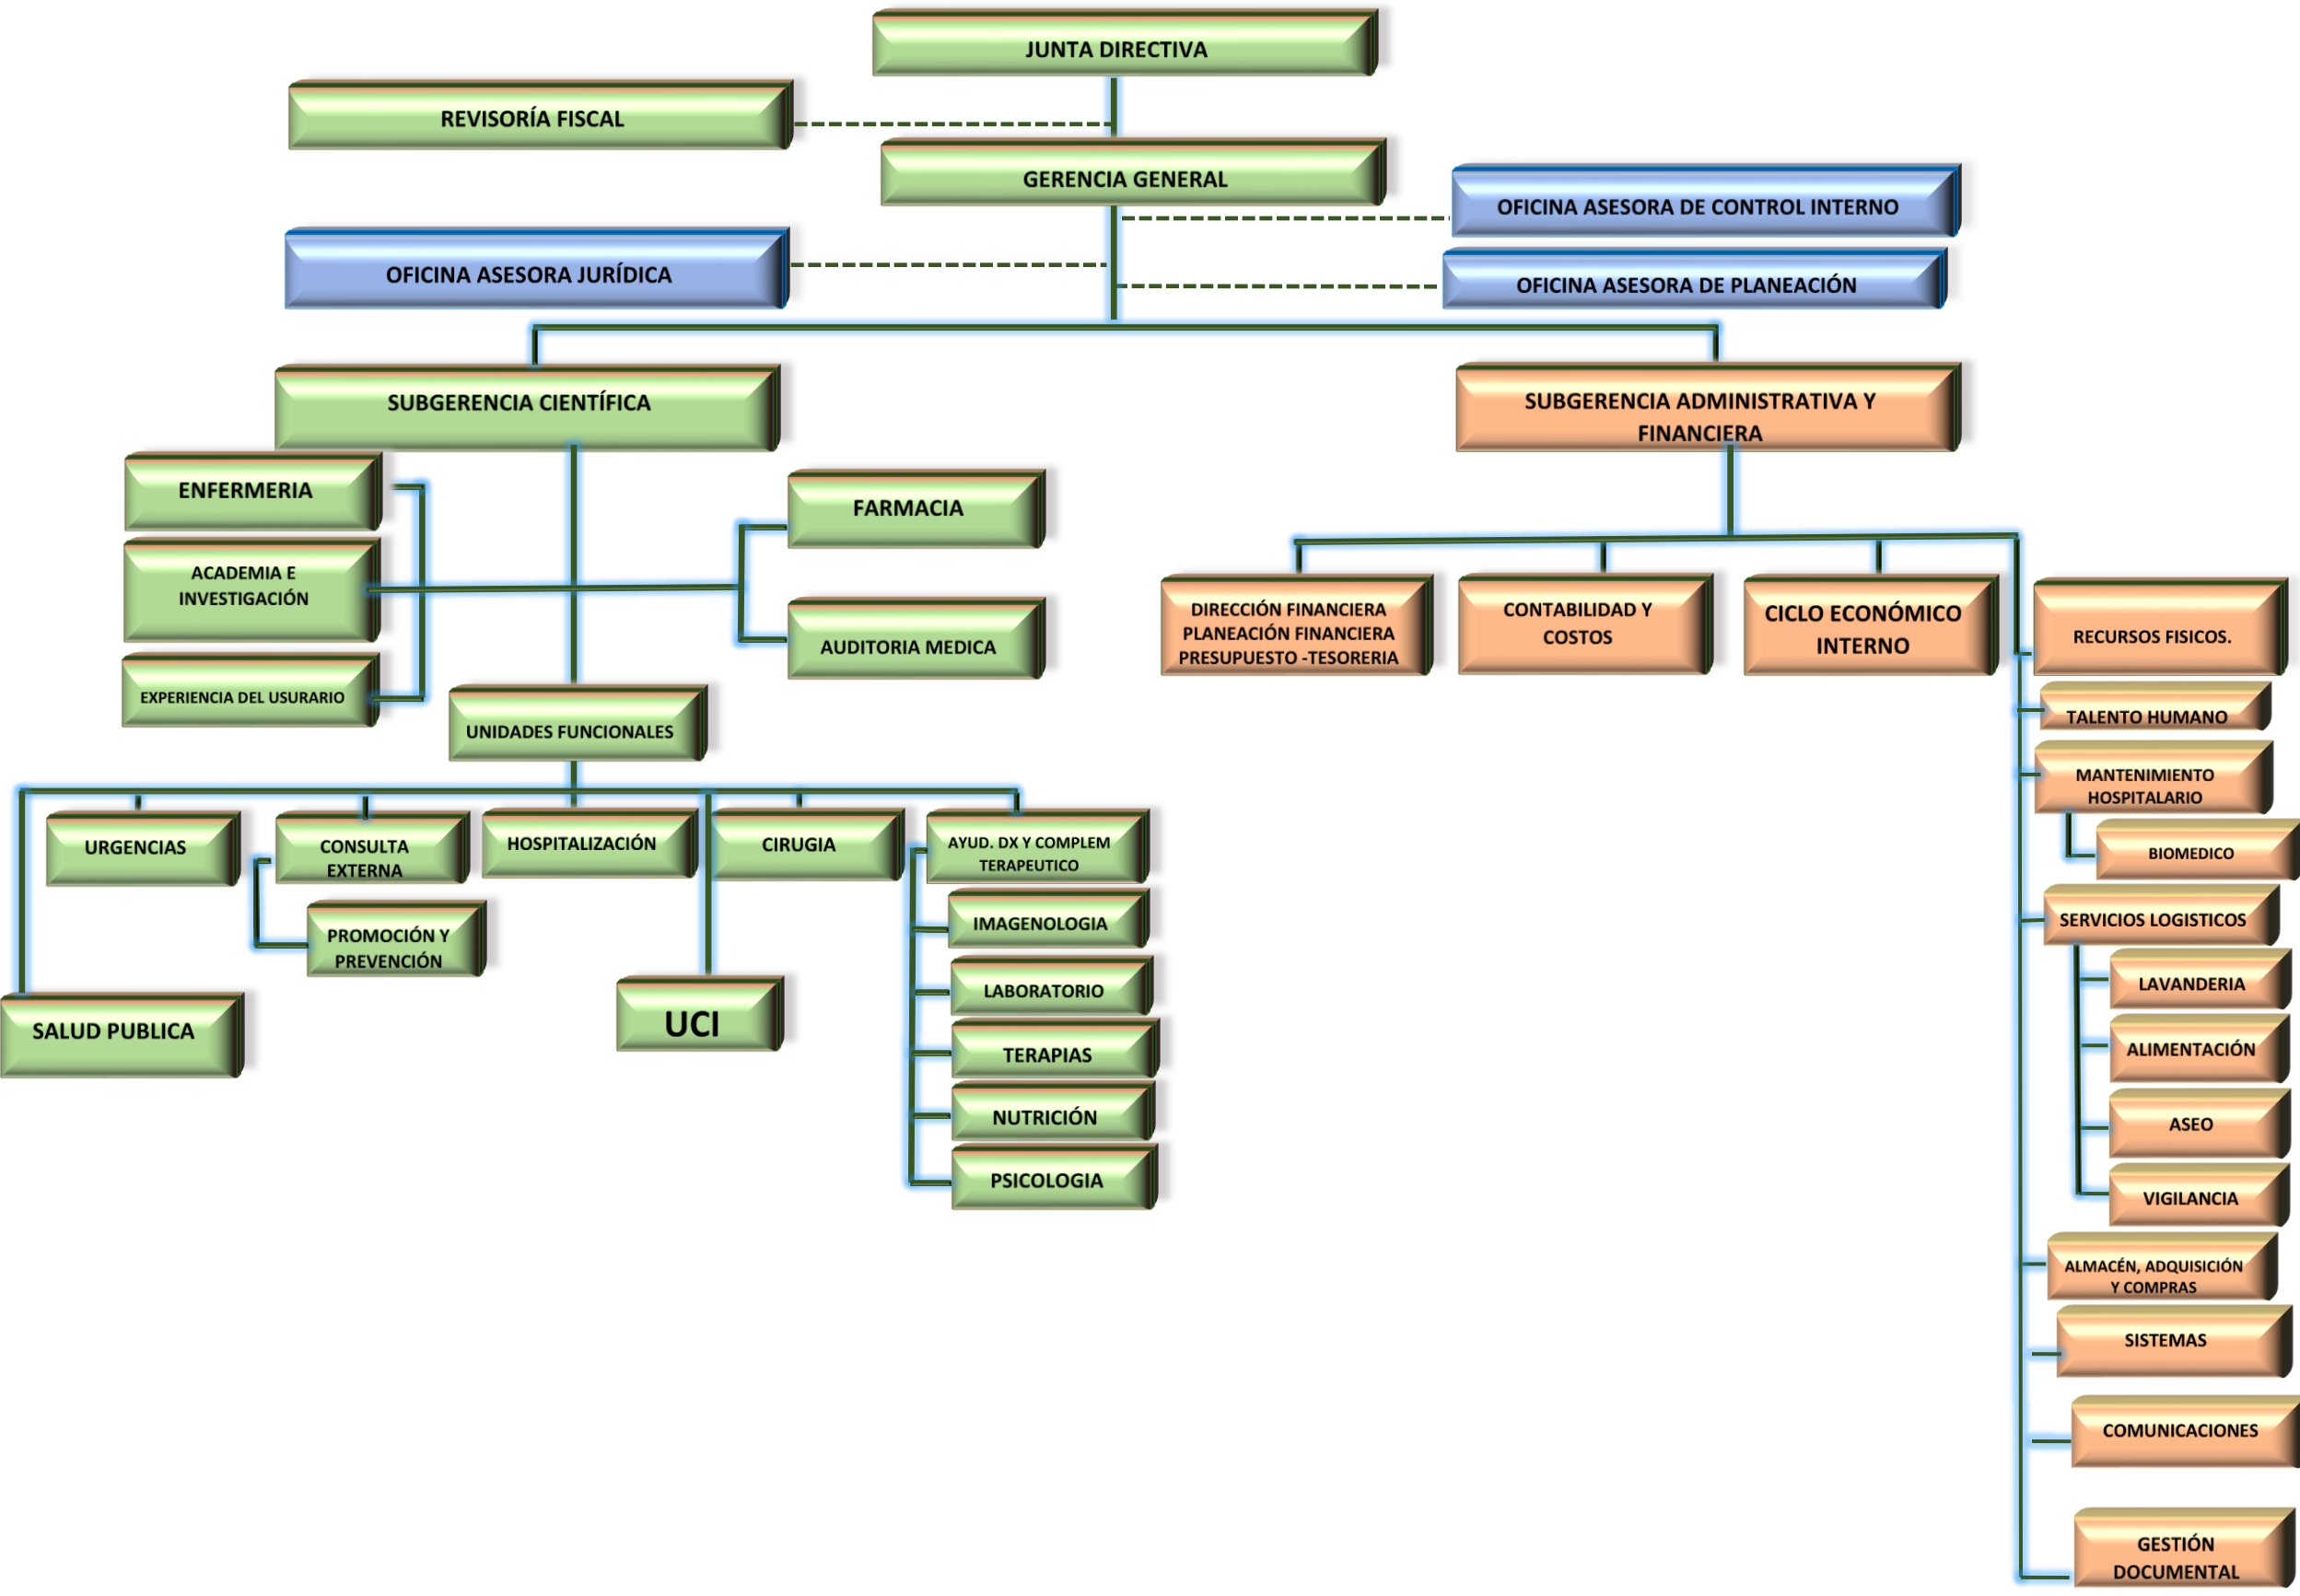 JUNTA DIRECTIVA
REVISORÍA FISCAL
GERENCIA GENERAL
OFICINA ASESORA DE CONTROL INTERNO
OFICINA ASESORA JURÍDICA
OFICINA ASESORA DE PLANEACIÓN
SUBGERENCIA CIENTÍFICA
SUBGERENCIA ADMINISTRATIVA Y
FINANCIERA
ENFERMERIA
FARMACIA
ACADEMIA E
INVESTIGACIÓN
AUDITORIA MEDICA
EXPERIENCIA DEL USURARIO
UNIDADES FUNCIONALES
URGENCIAS
CONSULTA
EXTERNA
HOSPITALIZACIÓN
CIRUGIA
AYUD. DX Y COMPLEM
TERAPEUTICO
PROMOCIÓN Y
PREVENCIÓN
SALUD PUBLICA
UCI
IMAGENOLOGIA
LABORATORIO
TERAPIAS
NUTRICIÓN
PSICOLOGIA
DIRECCIÓN FINANCIERA
PLANEACIÓN FINANCIERA
PRESUPUESTO -TESORERIA
CONTABILIDAD Y
COSTOS
CICLO ECONÓMICO
INTERNO
RECURSOS FISICOS.
TALENTO HUMANO
MANTENIMIENTO
HOSPITALARIO
BIOMEDICO
SERVICIOS LOGISTICOS
LAVANDERIA
ALIMENTACIÓN
ASEO
VIGILANCIA
ALMACÉN, ADQUISICIÓN
Y COMPRAS
SISTEMAS
COMUNICACIONES
GESTIÓN
DOCUMENTAL